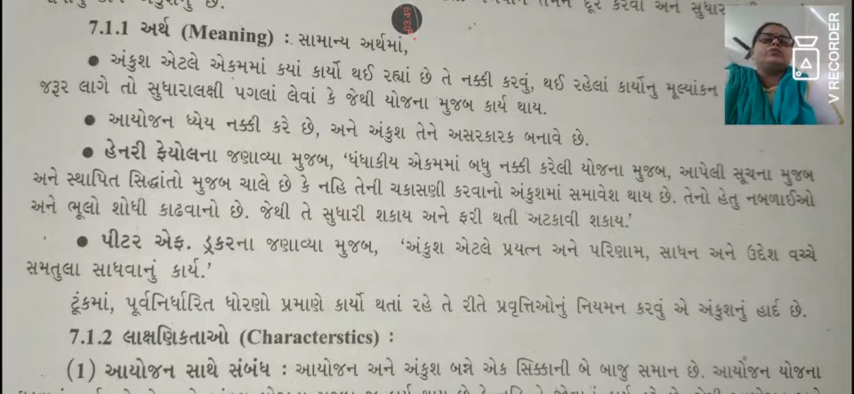 દૂર કરવા અને સુધાર
7.1.1 અર્થ (Meaning) : સામાન્ય અર્થમાં,
● અંકુશ એટલે એકમમાં કયાં કાર્યો થઈ રહ્યાં છે તે નક્કી કરવું, થઈ રહેલાં કાર્યોનુ મૂલ્યાંકન
જરૂર લાગે તો સુધારાલક્ષી પગલાં લેવાં કે જેથી યોજના મુજબ કાર્ય થાય.
● આયોજન ધ્યેય નક્કી કરે છે, અને અંકુશ તેને અસરકારક બનાવે છે.
● હેનરી ફેયોલના જણાવ્યા મુજબ, ‘ધંધાકીય એકમમાં બધુ નક્કી કરેલી યોજના મુજબ, આપેલી સૂચના મુજબ
અને સ્થાપિત સિદ્ધાંતો મુજબ ચાલે છે કે નહિ તેની ચકાસણી કરવાનો અંકુશમાં સમાવેશ થાય છે. તેનો હેતુ નબળાઈઓ
અને ભૂલો શોધી કાઢવાનો છે. જેથી તે સુધારી શકાય અને ફરી થતી અટકાવી શકાય.’
● પીટર એફ. ડ્રકરના જણાવ્યા મુજબ, ‘અંકુશ એટલે પ્રયત્ન અને પરિણામ, સાધન અને ઉદ્દેશ વચ્ચે
સમતુલા સાધવાનું કાર્ય.’
ટૂંકમાં, પૂર્વનિર્ધારિત ધોરણો પ્રમાણે કાર્યો થતાં રહે તે રીતે પ્રવૃત્તિઓનું નિયમન કરવું એ અંકુશનું હાર્દ છે.
7.1.2 લાક્ષણિકતાઓ (Characterstics) :
(1) આયોજન સાથે સંબંધ : આયોજન અને અંકુશ બન્ને એક સિક્કાની બે બાજુ સમાન છે. આયોજન યોજના
03:49
V RECORDER